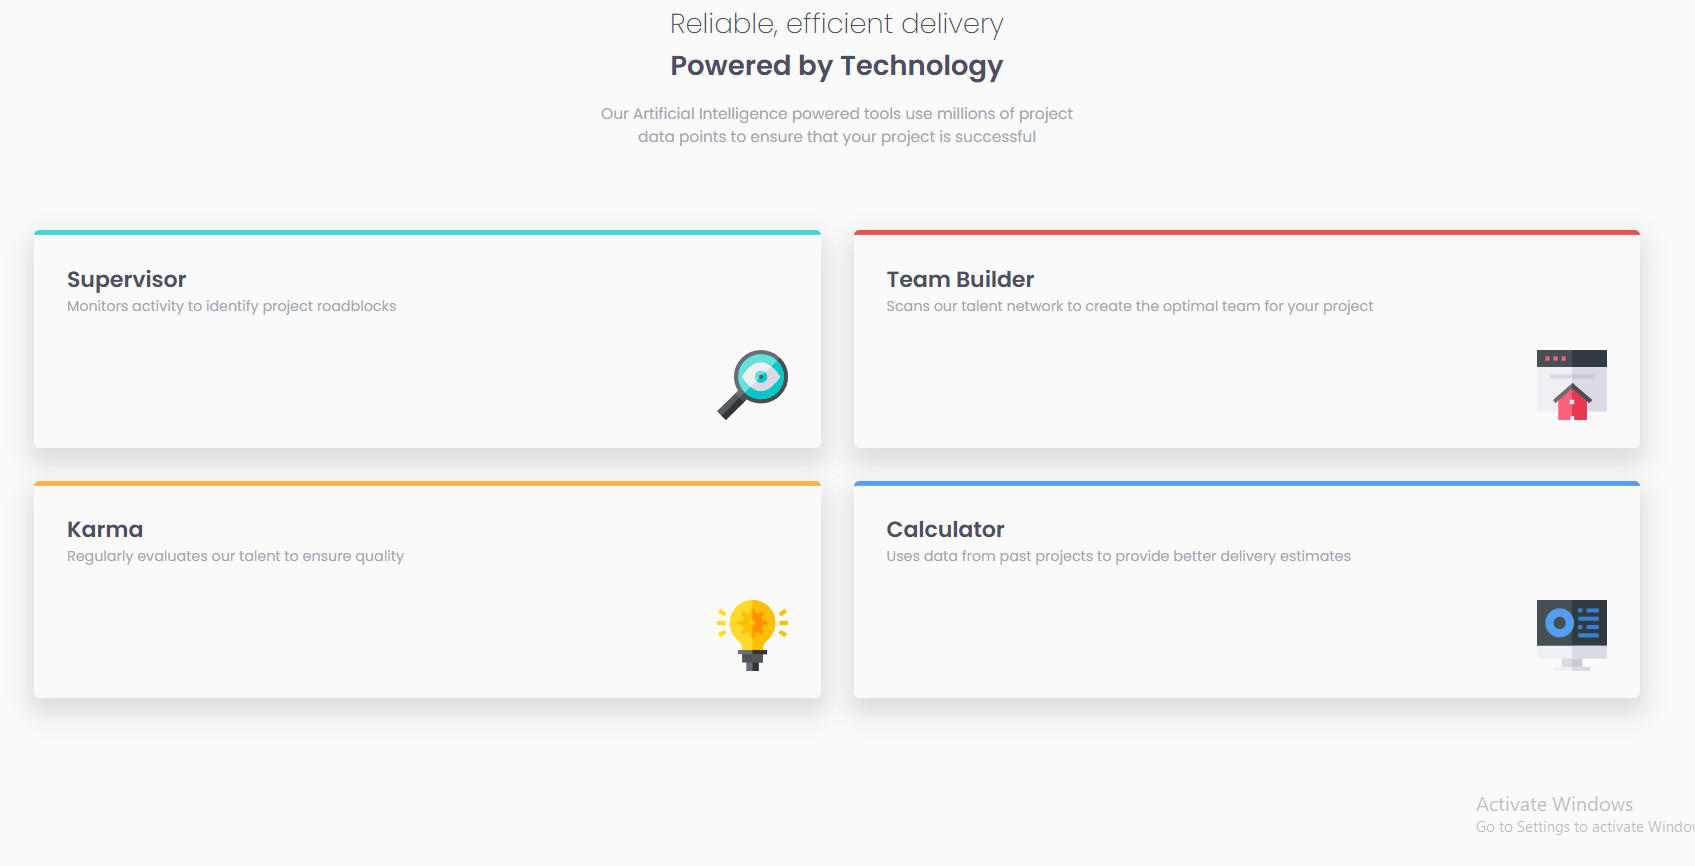 Reliable, efficient delivery
Powered by Technology
Our Artificial Intelligence powered tools use millions of project
data points to ensure that your project is successful
Supervisor
Monitors activity to identify project roadblocks
Team Builder
Scans our talent network to create the optimal team for your project
Karma
Regularly evaluates our talent to ensure quality
Calculator
Uses data from past projects to provide better delivery estimates
Activate Windows
Go to Settings to activate Window